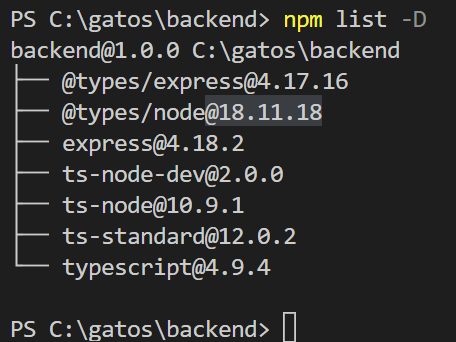 PS C:\gatos\backend> npm list -D
backend@1.0.0 C:\gatos\backend
├── @types/express@4.17.16
├── @types/node@18.11.18
├── express@4.18.2
├── ts-node-dev@2.0.0
├── ts-node@10.9.1
├── ts-standard@12.0.2
└── typescript@4.9.4
PS C:\gatos\backend>